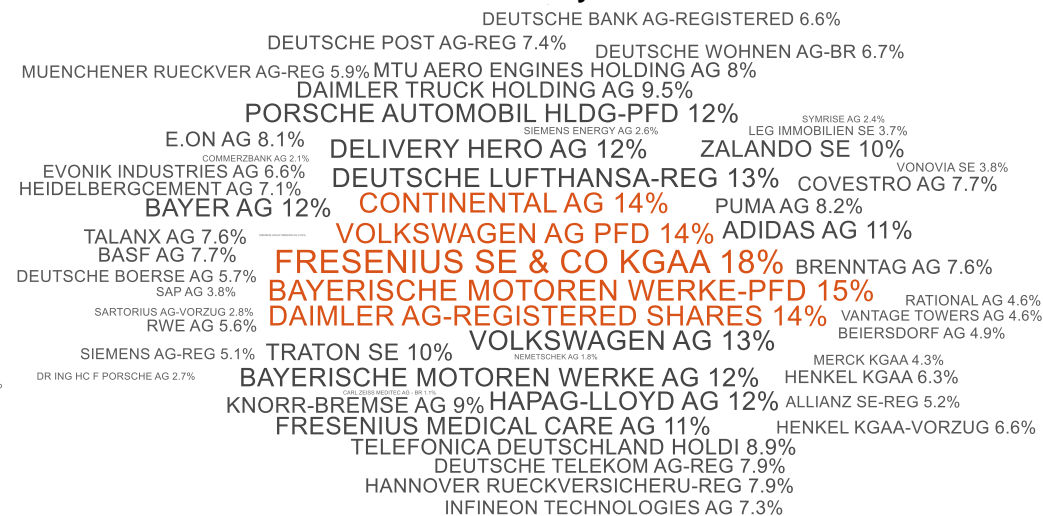 DEUTSCHE BANK AG-REGISTERED 6.6%
DEUTSCHE POST AG-REG 7.4%
DEUTSCHE WOHNEN AG-BR 6.7%
MUENCHENER RUECKVER AG-REG 5.9%
MTU AERO ENGINES HOLDING AG 8%
DAIMLER TRUCK HOLDING AG 9.5%
PORSCHE AUTOMOBIL HLDG-PFD 12%
SYMRISE AG 2.4%
SIEMENS ENERGY AG 2.6%
LEG IMMOBILIEN SE 3.7%
E.ON AG 8.1%
DELIVERY HERO AG 12%
ZALANDO SE 10%
COMMERZBANK AG 2.1%
VONOVIA SE 3.8%
EVONIK INDUSTRIES AG 6.6%
DEUTSCHE LUFTHANSA-REG 13%
COVESTRO AG 7.7%
HEIDELBERGCEMENT AG 7.1%
BAYER AG 12%
CONTINENTAL AG 14%
PUMA AG 8.2%
TALANX AG 7.6%
VOLKSWAGEN AG PFD 14%
ADIDAS AG 11%
BASF AG 7.7%
FRESENIUS SE & CO KGAA 18%
BRENNTAG AG 7.6%
DEUTSCHE BOERSE AG 5.7%
SAP AG 3.8%
BAYERISCHE MOTOREN WERKE-PFD 15%
RATIONAL AG 4.6%
SARTORIUS AG-VORZUG 2.8%
DAIMLER AG-REGISTERED SHARES 14%
VANTAGE TOWERS AG 4.6%
RWE AG 5.6%
BEIERSDORF AG 4.9%
VOLKSWAGEN AG 13%
SIEMENS AG-REG 5.1%
TRATON SE 10%
NEMETSCHEK AG 1.8%
MERCK KGAA 4.3%
DR ING HC F PORSCHE AG 2.7%
BAYERISCHE MOTOREN WERKE AG 12%
HENKEL KGAA 6.3%
CARL ZEISS MEDITEC AG - BR 1.1%
KNORR-BREMSE AG 9%
HAPAG-LLOYD AG 12%
ALLIANZ SE-REG 5.2%
FRESENIUS MEDICAL CARE AG 11%
HENKEL KGAA-VORZUG 6.6%
TELEFONICA DEUTSCHLAND HOLDI 8.9%
DEUTSCHE TELEKOM AG-REG 7.9%
HANNOVER RUECKVERSICHERU-REG 7.9%
INFINEON TECHNOLOGIES AG 7.3%